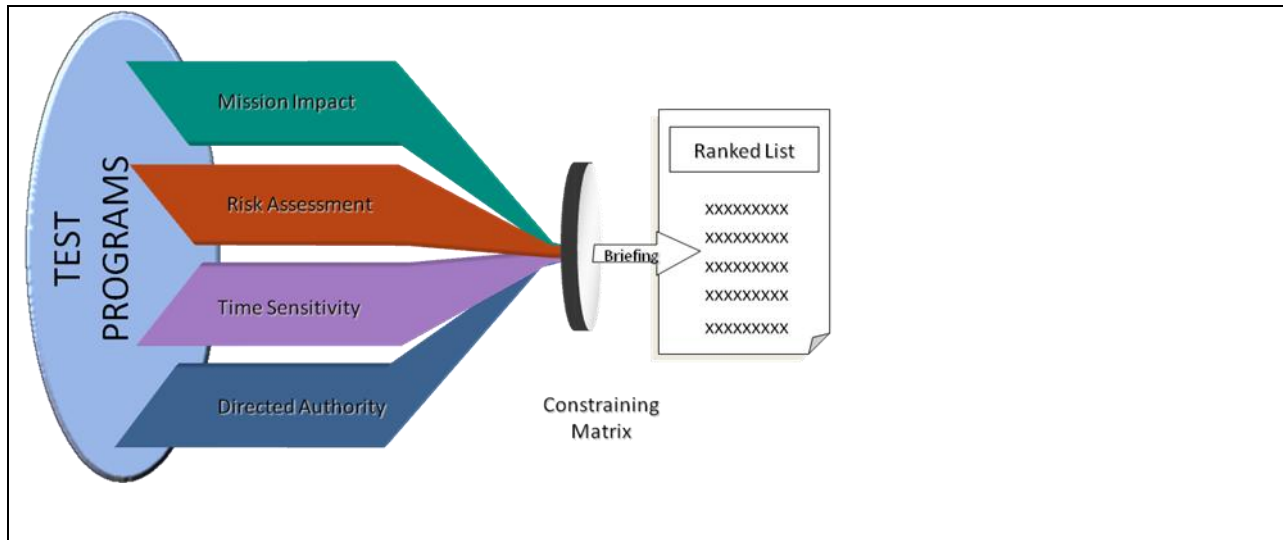 TEST
PROGRAMS
Mission Impact
Risk Assessment
Time Sensitivity
Directed Authority
Constraining
Matrix
Briefing
Ranked List
xxxxxxxxx
xxxxxxxxx
xxxxxxxxx
xxxxxxxxx
xxxxxxxxx